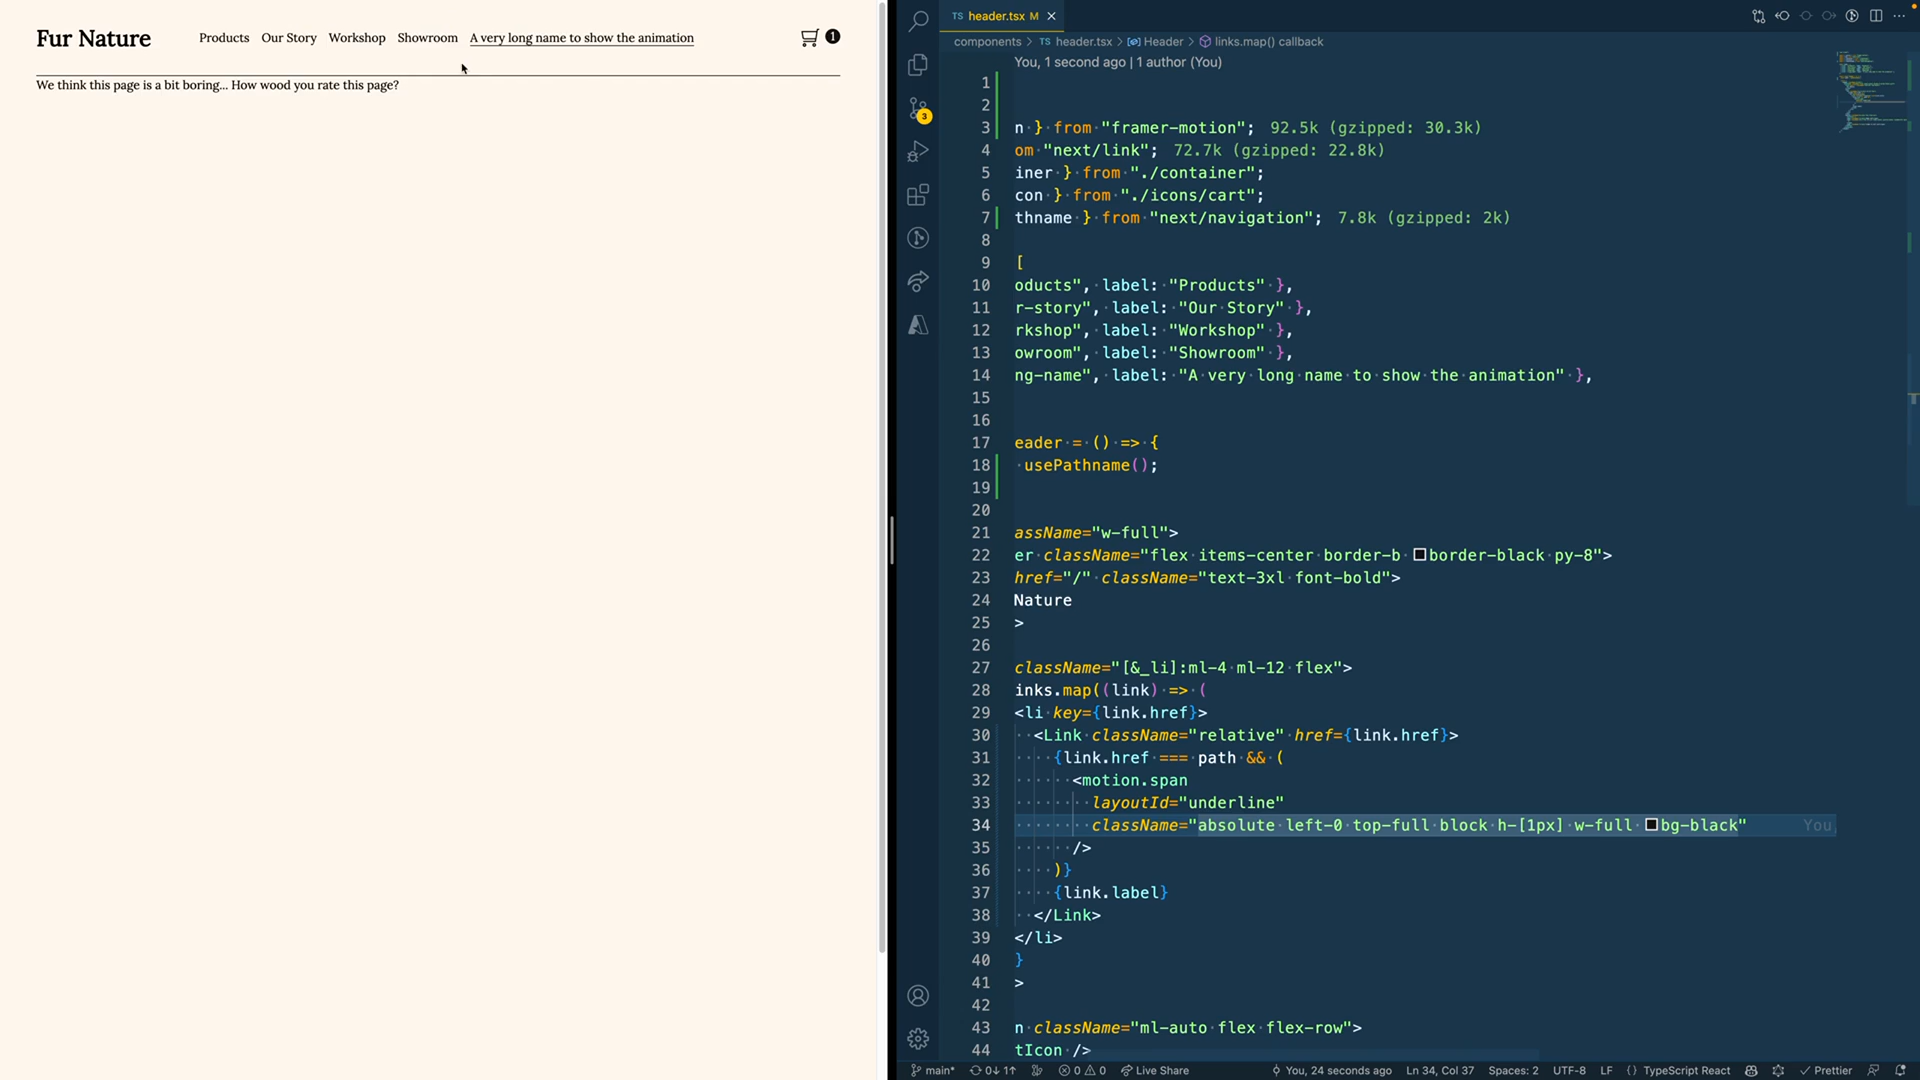 Fur Nature
Products Our Story Workshop Showroom A very long name to show the animation
1
We think this page is a bit boring... How wood you rate this page?
TS header.tsx M ×
components > TS header.tsx > Header > links.map() callback
You, 1 second ago | 1 author (You)
3
1
2
3 n } from "framer-motion"; 92.5k (gzipped: 30.3k)
4 om "next/link"; 72.7k (gzipped: 22.8k)
5 iner } from "./container";
6 con } from "./icons/cart";
7 thname } from "next/navigation"; 7.8k (gzipped: 2k)
8
9 [
10 oducts", label: "Products" },
11 r-story", label: "Our Story" },
12 rkshop", label: "Workshop" },
13 owroom", label: "Showroom" },
14 ng-name", label: "A very long name to show the animation" },
15
16
17 eader = () => {
18 usePathname();
19
20
21 assName="w-full">
22 er className="flex items-center border-b border-black py-8">
23 href="/" className="text-3xl font-bold">
24 Nature
25 >
26
27 className="[&_li]:ml-4 ml-12 flex">
28 inks.map((link) => (
29 <li key={link.href}>
30 <Link className="relative" href={link.href}>
31 {link.href === path && (
32 <motion.span
33 layoutId="underline"
34 className="absolute left-0 top-full block h-[1px] w-full bg-black" You
35 />
36 )}
37 {link.label}
38 </Link>
39 </li>
40 }
41 >
42
43 n className="ml-auto flex flex-row">
44 tIcon />
main* 0↓ 1↑ 0 0 Live Share You, 24 seconds ago Ln 34, Col 37 Spaces: 2 UTF-8 LF { } TypeScript React Prettier